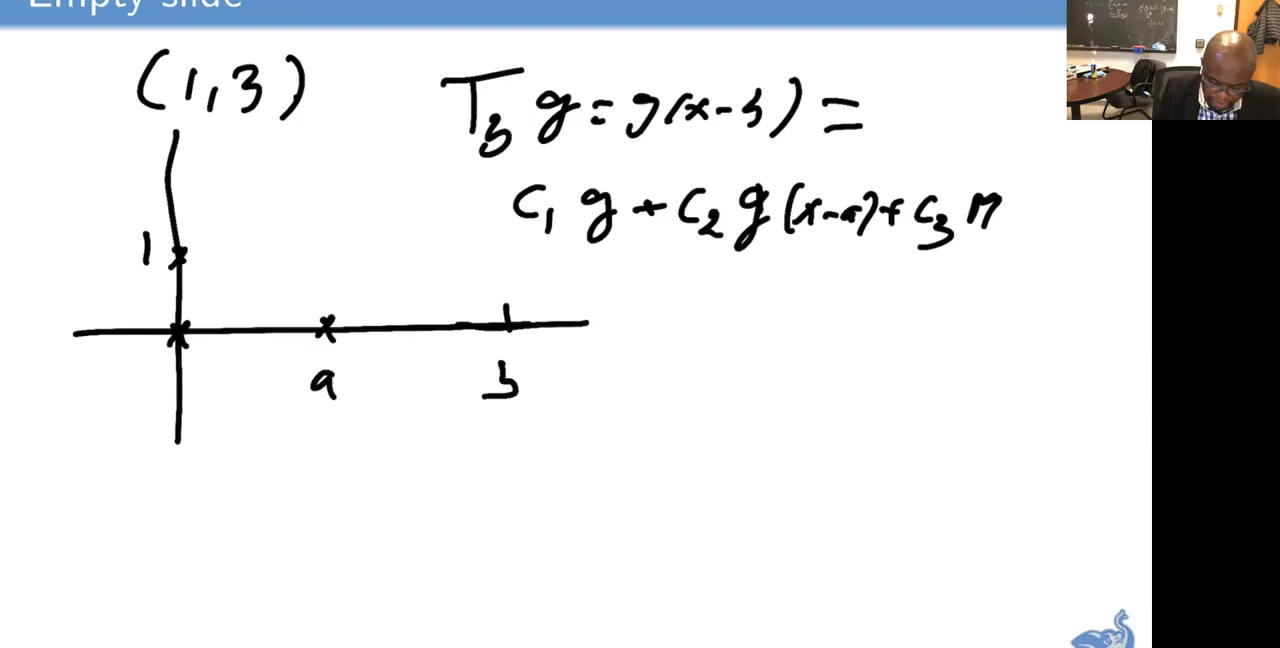 Empty slide
(1,3)
T_b g = g(x-b) =
C_1 g + C_2 g(x-a) + C_3 M
1
a
b